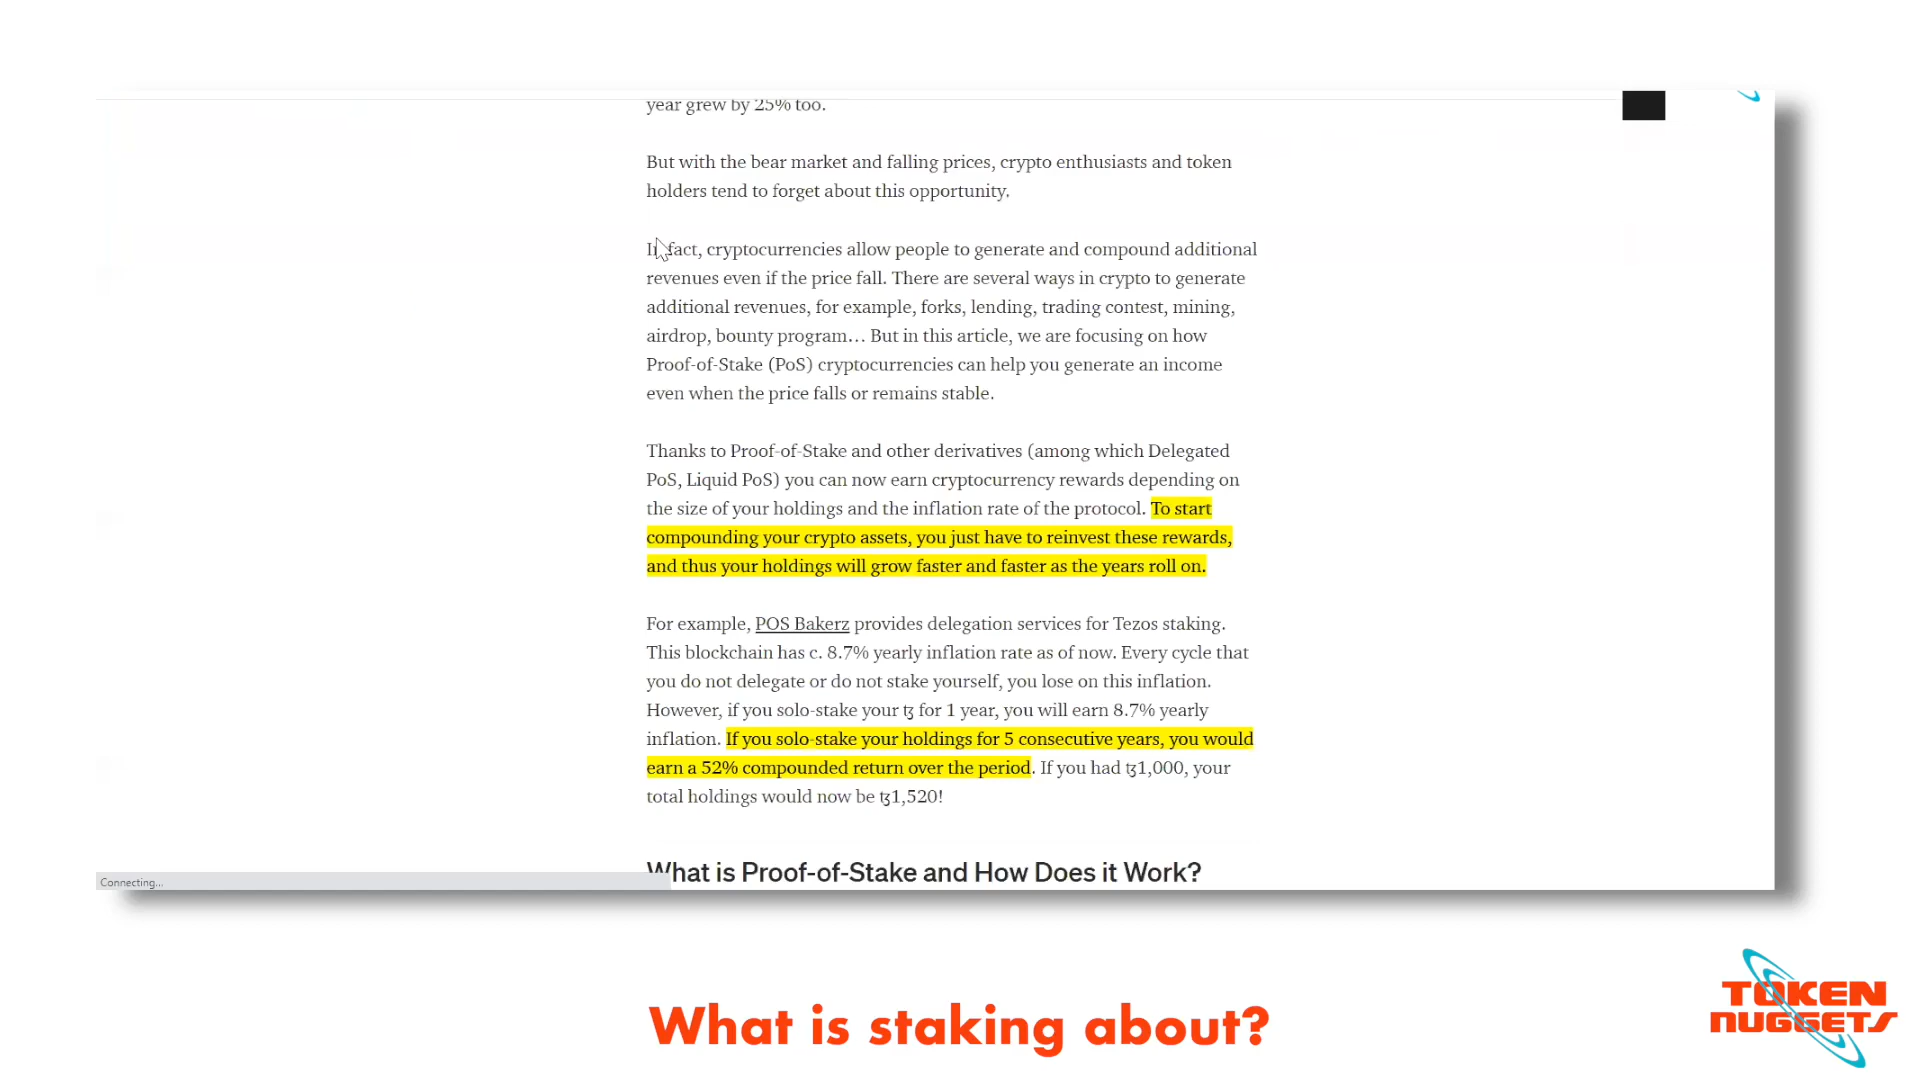 year grew by 25% too.
But with the bear market and falling prices, crypto enthusiasts and token
holders tend to forget about this opportunity.
In fact, cryptocurrencies allow people to generate and compound additional
revenues even if the price fall. There are several ways in crypto to generate
additional revenues, for example, forks, lending, trading contest, mining,
airdrop, bounty program… But in this article, we are focusing on how
Proof-of-Stake (PoS) cryptocurrencies can help you generate an income
even when the price falls or remains stable.
Thanks to Proof-of-Stake and other derivatives (among which Delegated
PoS, Liquid PoS) you can now earn cryptocurrency rewards depending on
the size of your holdings and the inflation rate of the protocol. To start
compounding your crypto assets, you just have to reinvest these rewards,
and thus your holdings will grow faster and faster as the years roll on.
For example, POS Bakerz provides delegation services for Tezos staking.
This blockchain has c. 8.7% yearly inflation rate as of now. Every cycle that
you do not delegate or do not stake yourself, you lose on this inflation.
However, if you solo-stake your ꜩ for 1 year, you will earn 8.7% yearly
inflation. If you solo-stake your holdings for 5 consecutive years, you would
earn a 52% compounded return over the period. If you had ꜩ1,000, your
total holdings would now be ꜩ1,520!
What is Proof-of-Stake and How Does it Work?
Connecting...
What is staking about?
TOKEN
NUGGETS